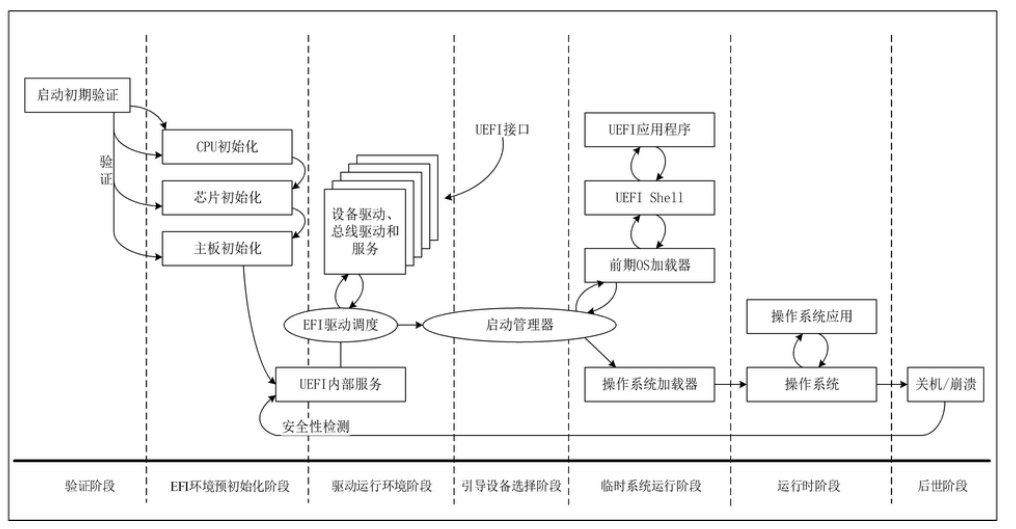 启动初期验证
验
证
CPU初始化
芯片初始化
主板初始化
设备驱动、
总线驱动和
服务
UEFI接口
EFI驱动调度
启动管理器
UEFI内部服务
安全性检测
UEFI应用程序
UEFI Shell
前期OS加载器
操作系统加载器
操作系统应用
操作系统
关机/崩溃
验证阶段
EFI环境预初始化阶段
驱动运行环境阶段
引导设备选择阶段
临时系统运行阶段
运行时阶段
后世阶段